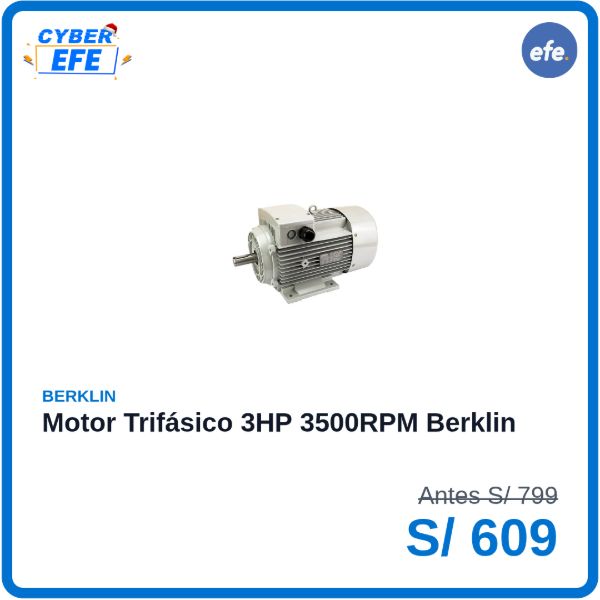 CYBER
EFE
efe.
BERKLIN
Motor Trifásico 3HP 3500RPM Berklin
Antes S/ 799
S/ 609